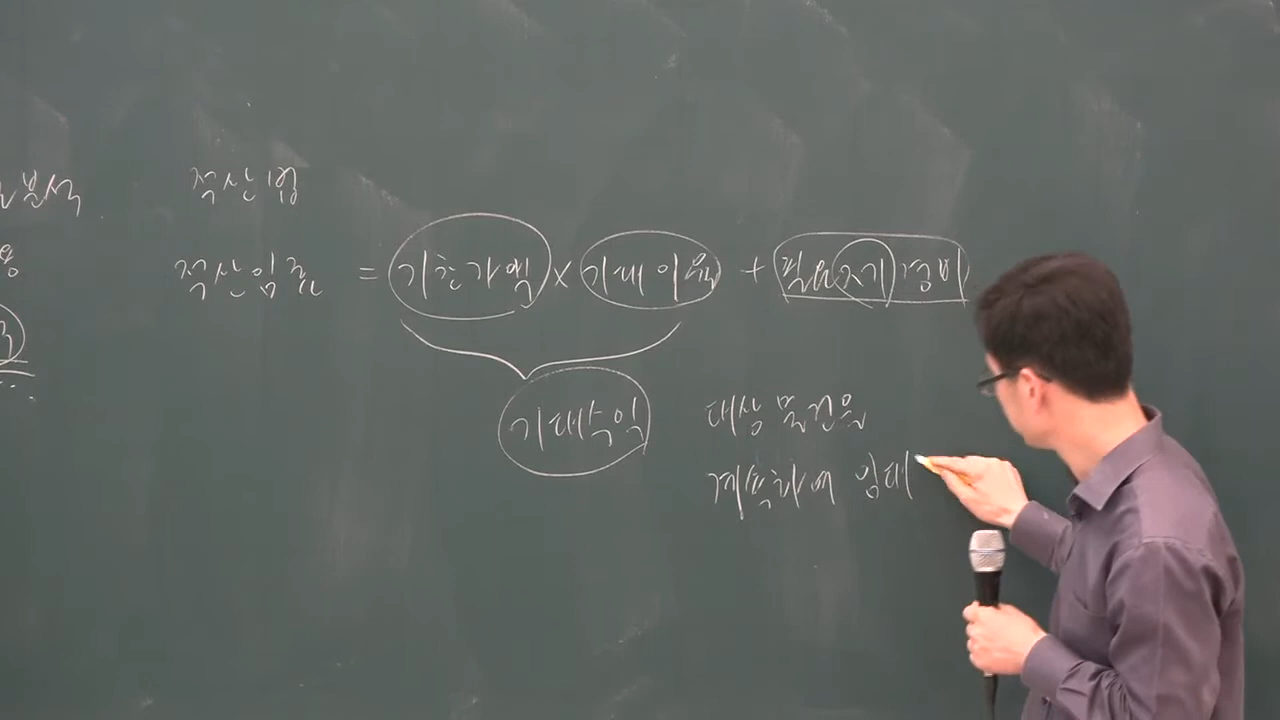 적산법
적산임료 = 기초가액 × 기대이율 + 필요제경비
기대수익
대상 물건을
계속하여 임대